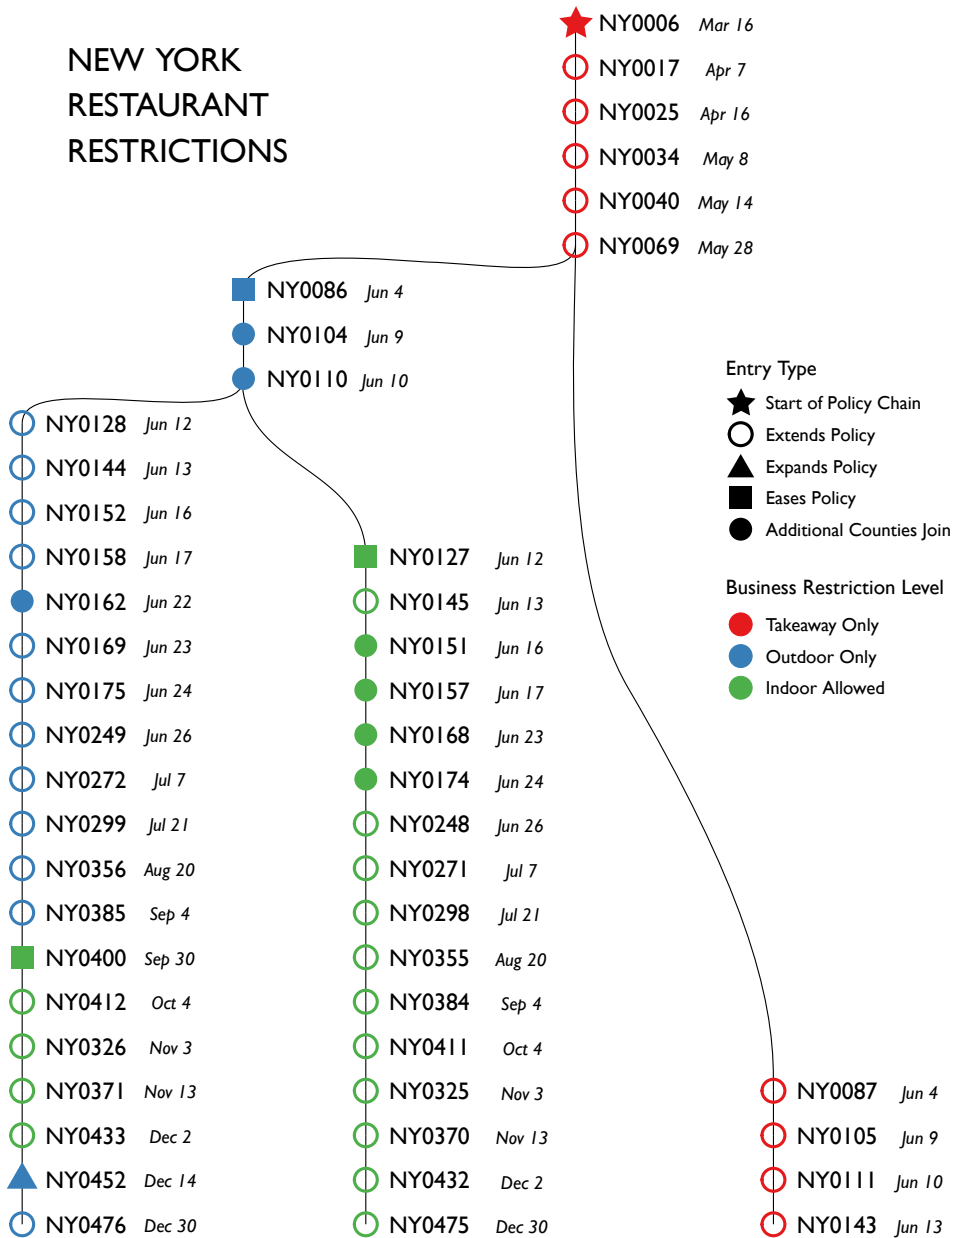 NEW YORK
RESTAURANT
RESTRICTIONS
NY0006 Mar 16
NY0017 Apr 7
NY0025 Apr 16
NY0034 May 8
NY0040 May 14
NY0069 May 28
NY0086 Jun 4
NY0104 Jun 9
NY0110 Jun 10
NY0128 Jun 12
NY0144 Jun 13
NY0152 Jun 16
NY0158 Jun 17
NY0162 Jun 22
NY0169 Jun 23
NY0175 Jun 24
NY0249 Jun 26
NY0272 Jul 7
NY0299 Jul 21
NY0356 Aug 20
NY0385 Sep 4
NY0400 Sep 30
NY0412 Oct 4
NY0326 Nov 3
NY0371 Nov 13
NY0433 Dec 2
NY0452 Dec 14
NY0476 Dec 30
NY0127 Jun 12
NY0145 Jun 13
NY0151 Jun 16
NY0157 Jun 17
NY0168 Jun 23
NY0174 Jun 24
NY0248 Jun 26
NY0271 Jul 7
NY0298 Jul 21
NY0355 Aug 20
NY0384 Sep 4
NY0411 Oct 4
NY0325 Nov 3
NY0370 Nov 13
NY0432 Dec 2
NY0475 Dec 30
Entry Type
Start of Policy Chain
Extends Policy
Expands Policy
Eases Policy
Additional Counties Join
Business Restriction Level
Takeaway Only
Outdoor Only
Indoor Allowed
NY0087 Jun 4
NY0105 Jun 9
NY0111 Jun 10
NY0143 Jun 13